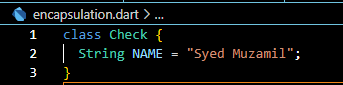 encapsulation.dart > ...
1 class Check {
2 String NAME = "Syed Muzamil";
3 }